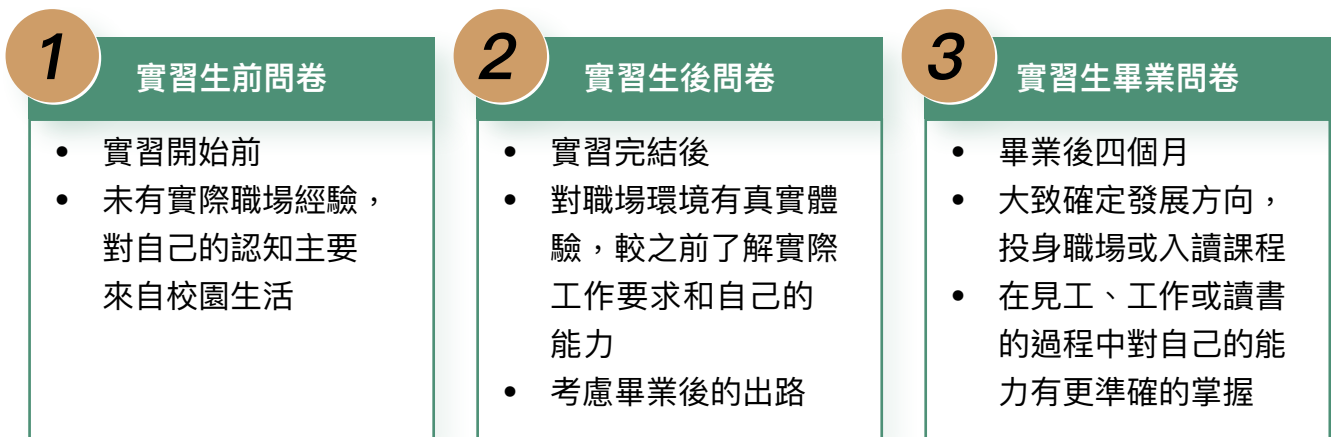 1
實習生前問卷
• 實習開始前
• 未有實際職場經驗，
對自己的認知主要
來自校園生活
2
實習生後問卷
• 實習完結後
• 對職場環境有真實體
驗，較之前了解實際
工作要求和自己的
能力
• 考慮畢業後的出路
3
實習生畢業問卷
• 畢業後四個月
• 大致確定發展方向，
投身職場或入讀課程
• 在見工、工作或讀書
的過程中對自己的能
力有更準確的掌握